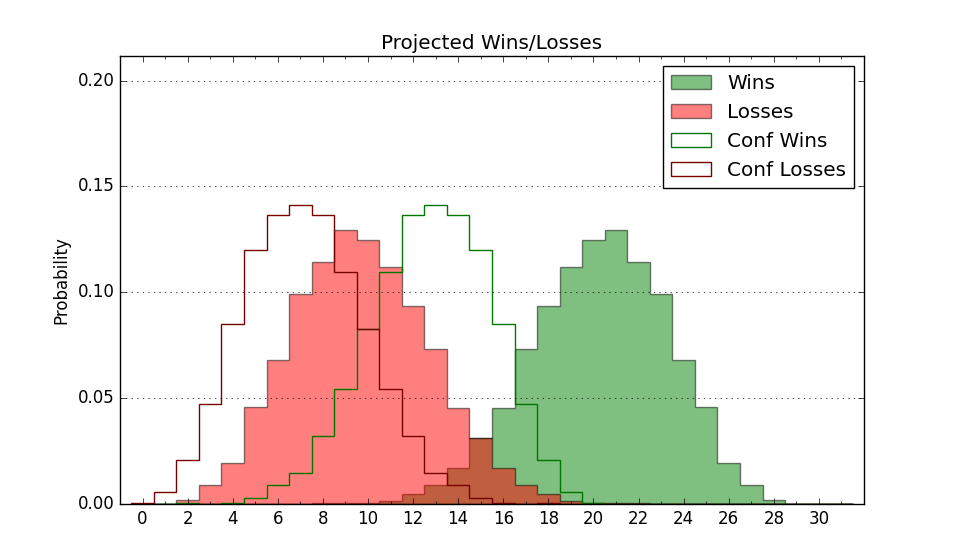 Projected Wins/Losses
Wins
Losses
Conf Wins
Conf Losses
Probability
0.20
0.15
0.10
0.05
0.00
0 2 4 6 8 10 12 14 16 18 20 22 24 26 28 30